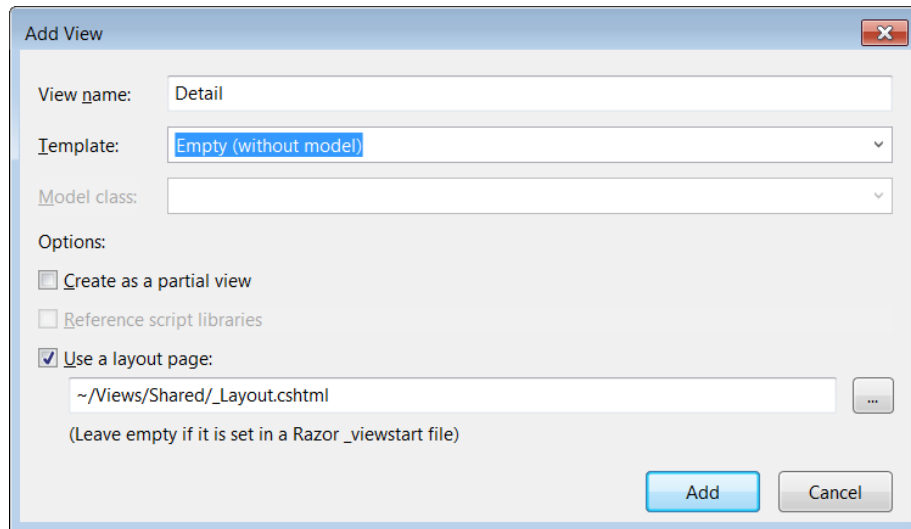 Add View
View name: Detail
Template: Empty (without model)
Model class:
Options:
Create as a partial view
Reference script libraries
Use a layout page:
~/Views/Shared/_Layout.cshtml ...
(Leave empty if it is set in a Razor _viewstart file)
Add Cancel